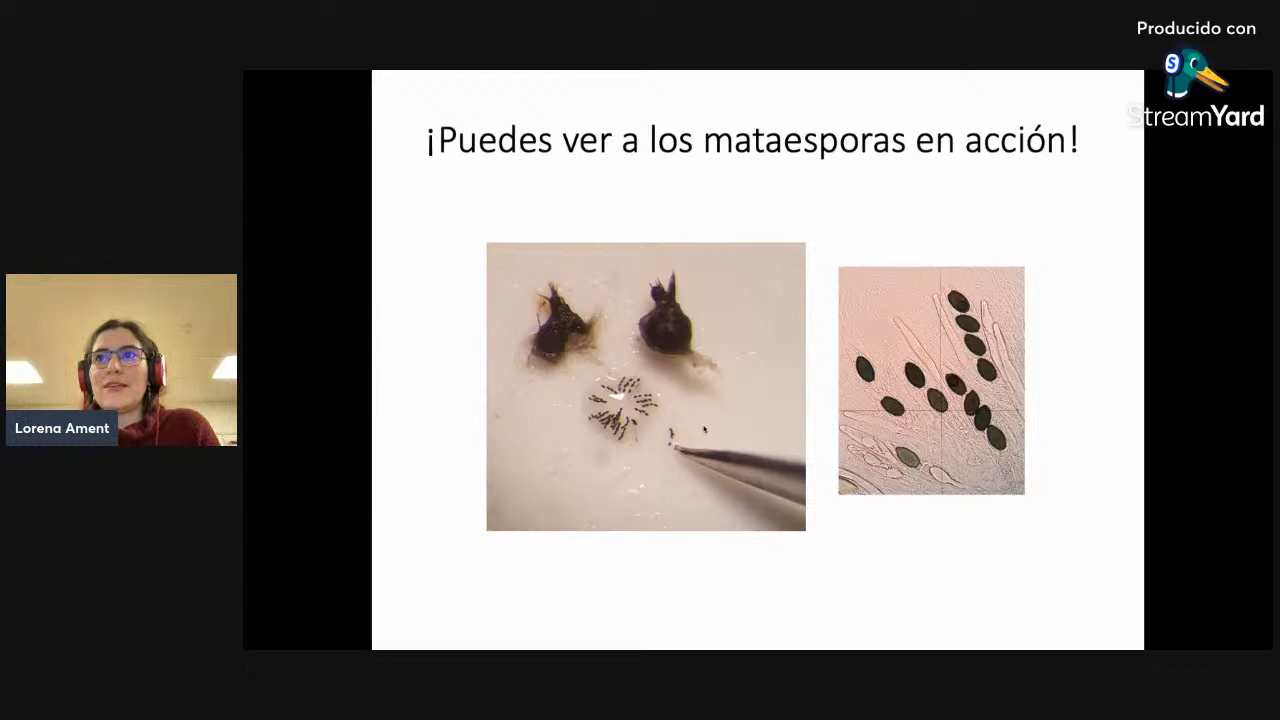 Producido con
StreamYard
¡Puedes ver a los mataesporas en acción!
Lorena Ament